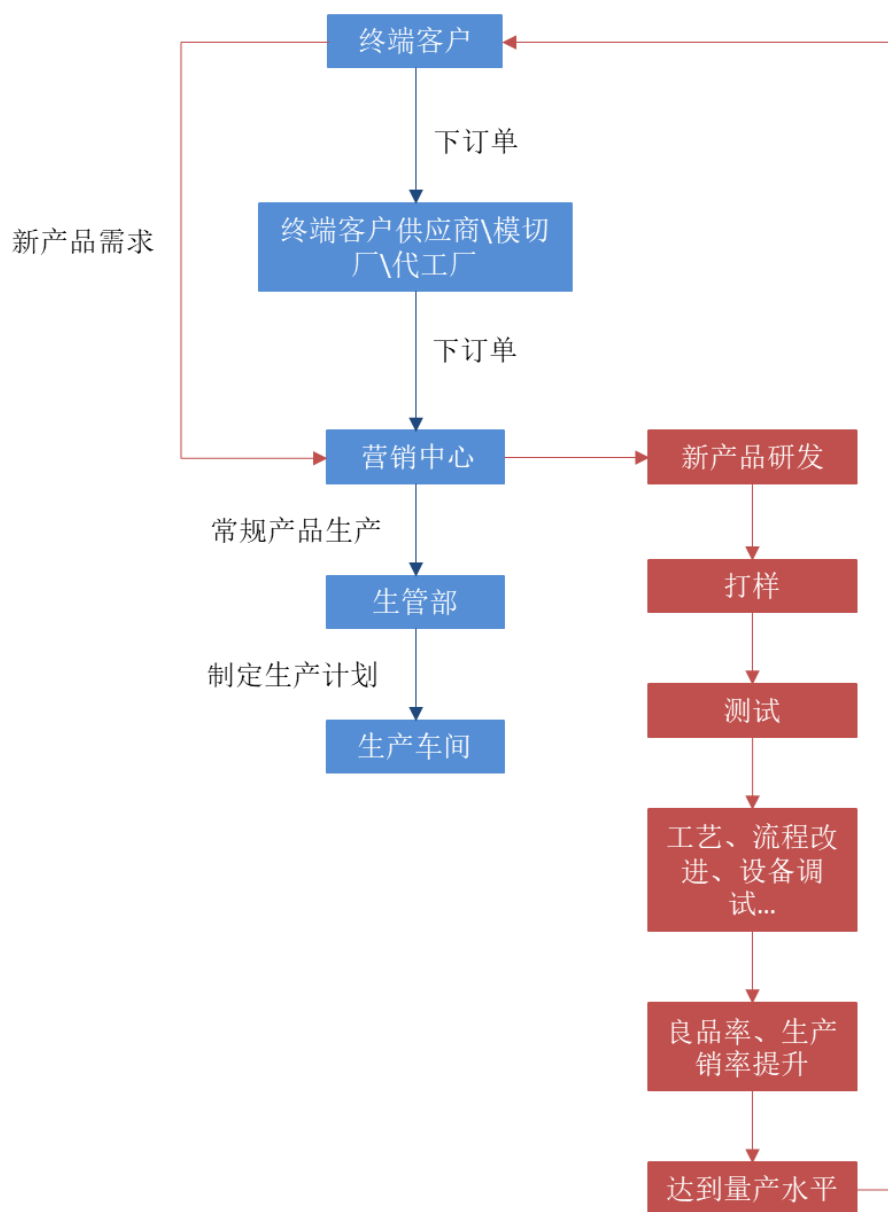 终端客户
下订单
新产品需求
终端客户供应商\模切
厂\代工厂
下订单
营销中心
新产品研发
常规产品生产
打样
生管部
制定生产计划
测试
生产车间
工艺、流程改
进、设备调
试...
良品率、生产
销率提升
达到量产水平